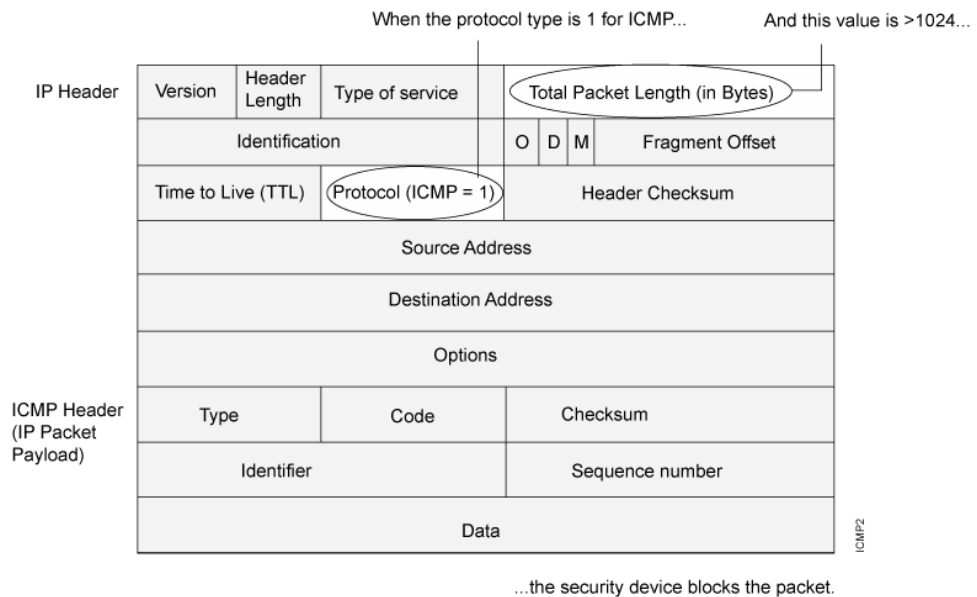 When the protocol type is 1 for ICMP...
And this value is >1024...
IP Header
Version
Header
Length
Type of service
Total Packet Length (in Bytes)
Identification
O
D
M
Fragment Offset
Time to Live (TTL)
Protocol (ICMP = 1)
Header Checksum
Source Address
Destination Address
Options
ICMP Header
(IP Packet
Payload)
Type
Code
Checksum
Identifier
Sequence number
Data
ICMP2
...the security device blocks the packet.